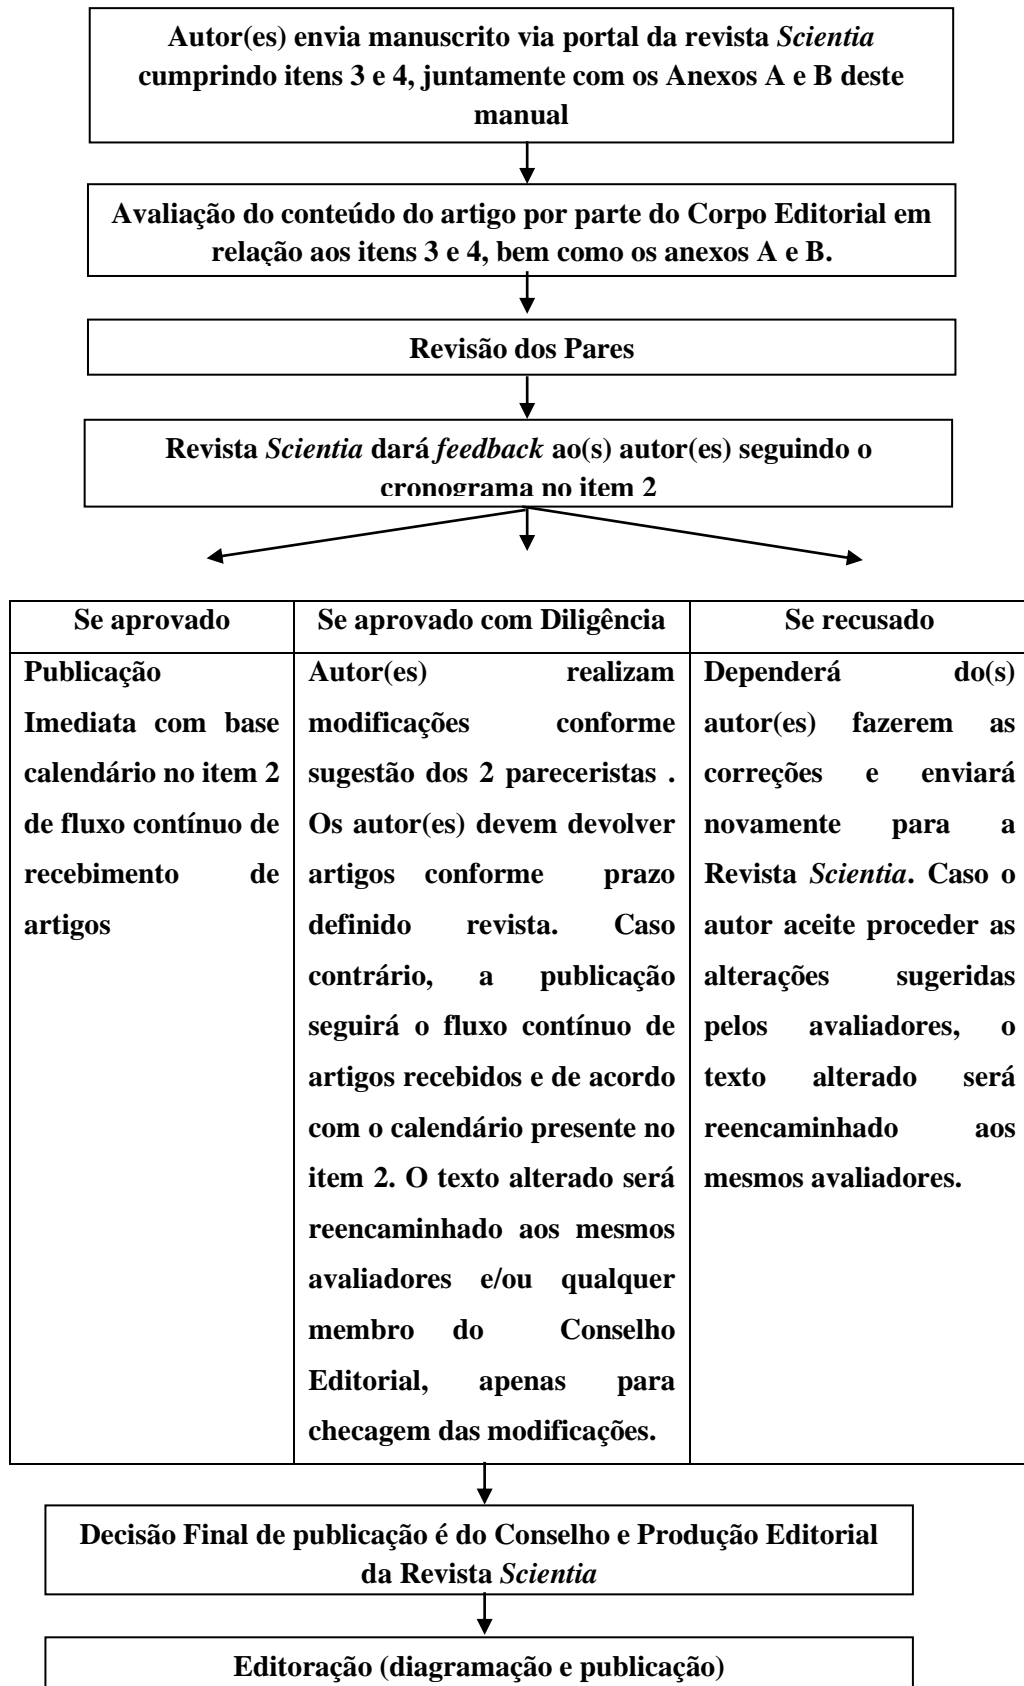 Autor(es) envia manuscrito via portal da revista Scientia
cumprindo itens 3 e 4, juntamente com os Anexos A e B deste
manual
Avaliação do conteúdo do artigo por parte do Corpo Editorial em
relação aos itens 3 e 4, bem como os anexos A e B.
Revisão dos Pares
Revista Scientia dará feedback ao(s) autor(es) seguindo o
cronograma no item 2
Se aprovado
Publicação
Imediata com base
calendário no item 2
de fluxo contínuo de
recebimento de
artigos
Se aprovado com Diligência
Autor(es) realizam
modificações conforme
sugestão dos 2 pareceristas .
Os autor(es) devem devolver
artigos conforme prazo
definido revista. Caso
contrário, a publicação
seguirá o fluxo contínuo de
artigos recebidos e de acordo
com o calendário presente no
item 2. O texto alterado será
reencaminhado aos mesmos
avaliadores e/ou qualquer
membro do Conselho
Editorial, apenas para
checagem das modificações.
Se recusado
Dependerá do(s)
autor(es) fazerem as
correções e enviará
novamente para a
Revista Scientia. Caso o
autor aceite proceder as
alterações sugeridas
pelos avaliadores, o
texto alterado será
reencaminhado aos
mesmos avaliadores.
Decisão Final de publicação é do Conselho e Produção Editorial
da Revista Scientia
Editoração (diagramação e publicação)